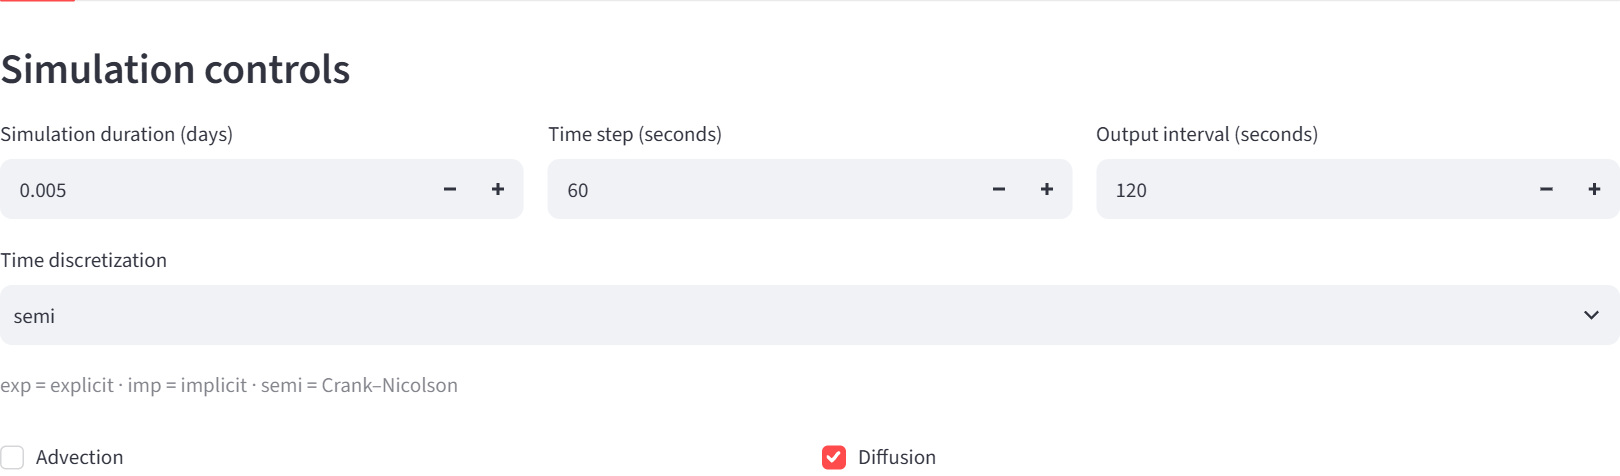 Simulation controls
Simulation duration (days)
Time step (seconds)
Output interval (seconds)
0.005
60
120
Time discretization
semi
exp = explicit · imp = implicit · semi = Crank–Nicolson
Advection
Diffusion